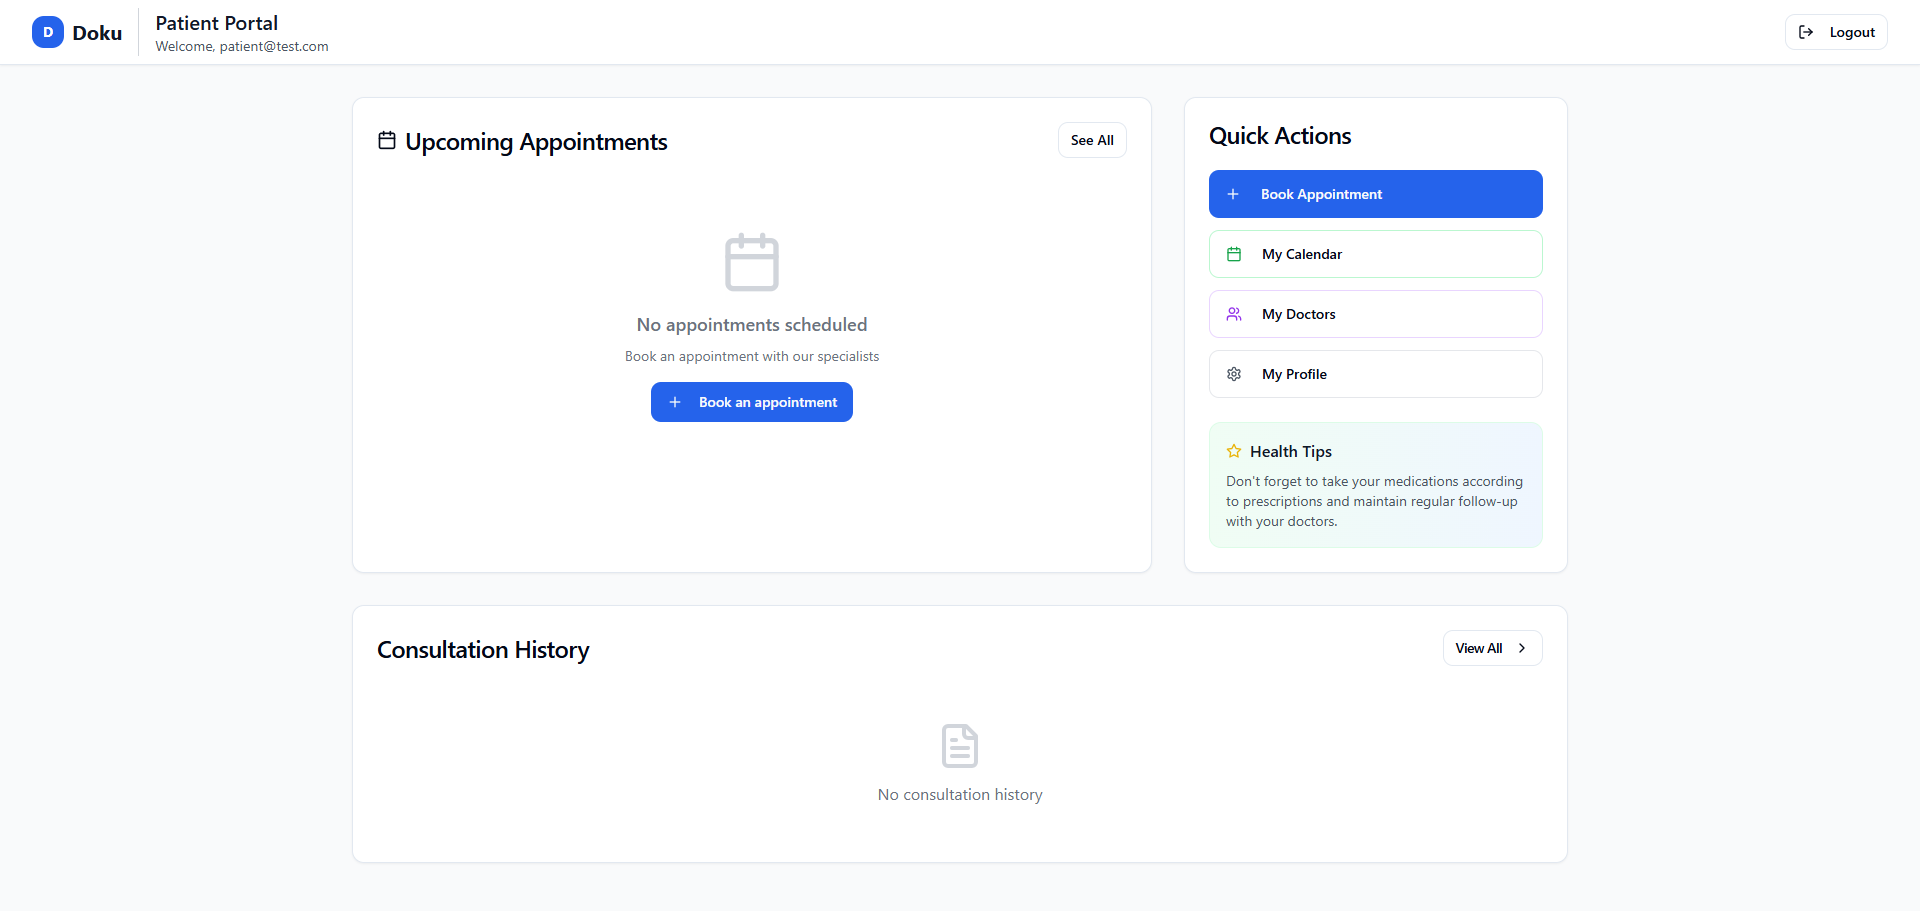 D Doku
Patient Portal
Welcome, patient@test.com
Logout
Upcoming Appointments
See All
No appointments scheduled
Book an appointment with our specialists
Book an appointment
Quick Actions
Book Appointment
My Calendar
My Doctors
My Profile
Health Tips
Don't forget to take your medications according
to prescriptions and maintain regular follow-up
with your doctors.
Consultation History
View All
No consultation history